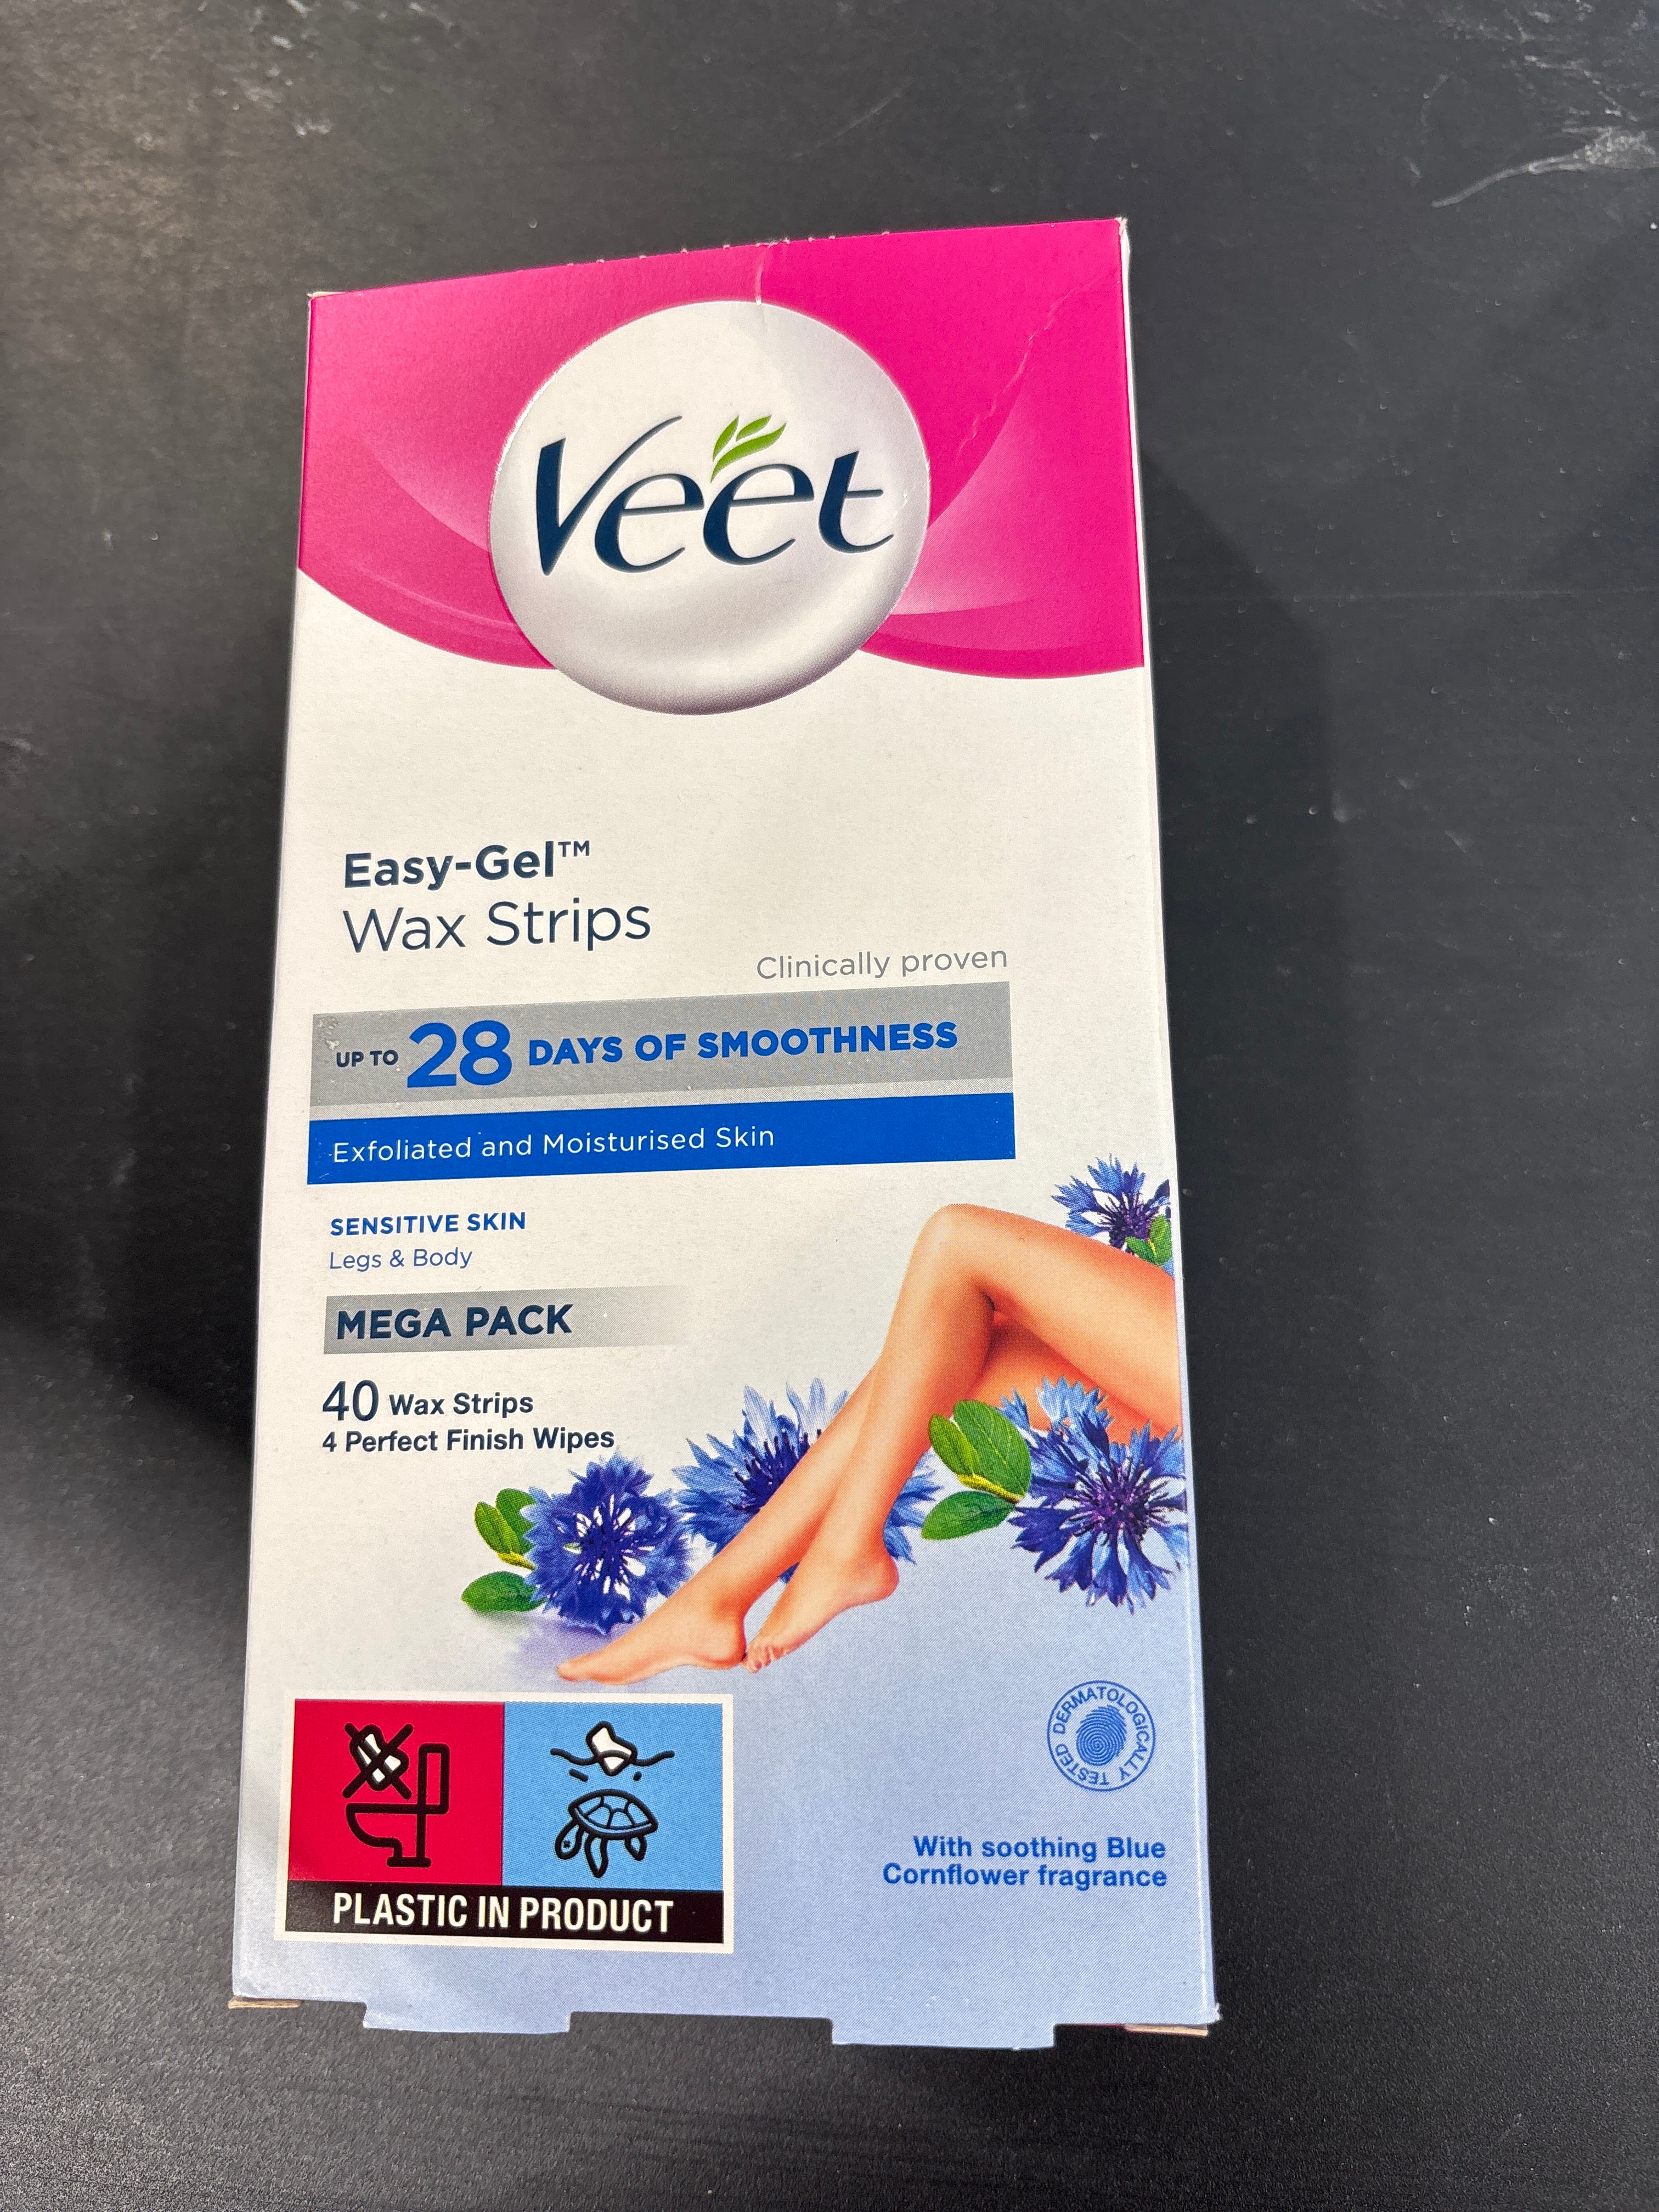 Veet
Easy-Gel™
Wax Strips
Clinically proven
UP TO 28 DAYS OF SMOOTHNESS
Exfoliated and Moisturised Skin
SENSITIVE SKIN
Legs & Body
MEGA PACK
40 Wax Strips
4 Perfect Finish Wipes
DERMATOLOGICALLY TESTED
With soothing Blue
Cornflower fragrance
PLASTIC IN PRODUCT